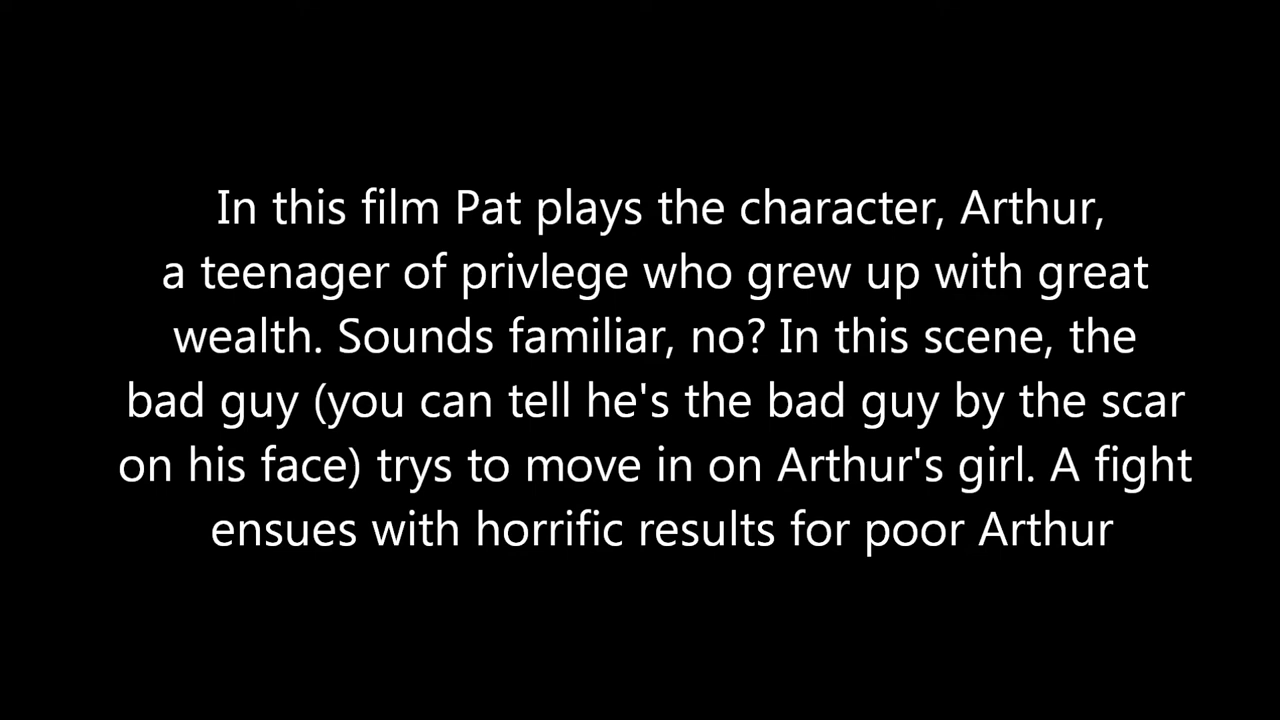 In this film Pat plays the character, Arthur,
a teenager of privlege who grew up with great
wealth. Sounds familiar, no? In this scene, the
bad guy (you can tell he's the bad guy by the scar
on his face) trys to move in on Arthur's girl. A fight
ensues with horrific results for poor Arthur